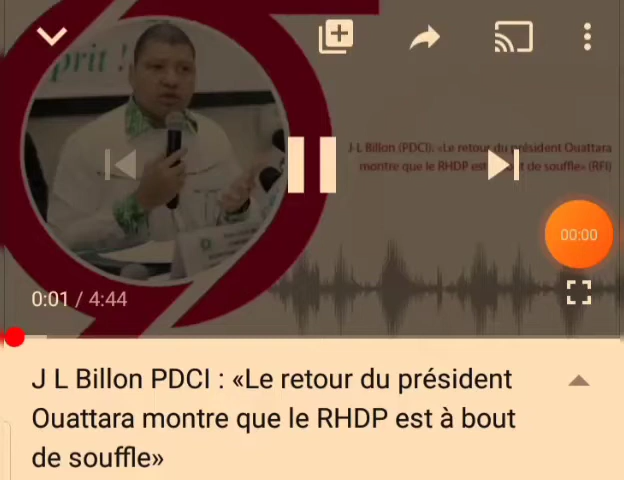 prit !
J L Billon (PDCI): «Le retour du président Ouattara
montre que le RHDP est à bout de souffle» (RFI)
00:00
0:01 / 4:44
J L Billon PDCI : «Le retour du président
Ouattara montre que le RHDP est à bout
de souffle»